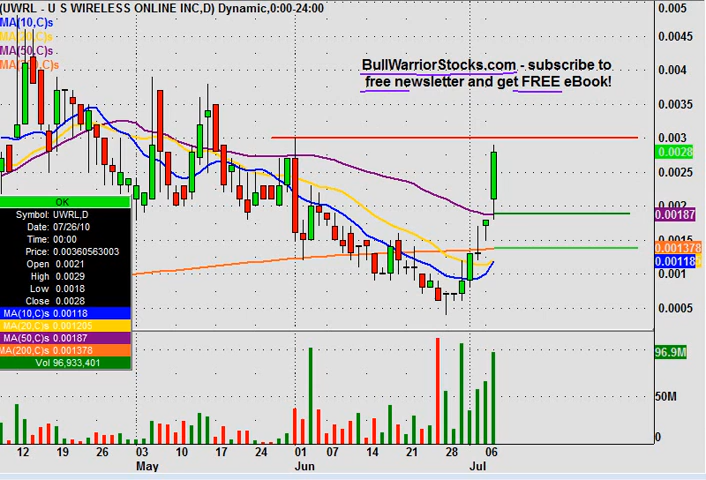 (UWRL - U S WIRELESS ONLINE INC,D) Dynamic,0:00-24:00
MA(10,C)s
MA(20,C)s
MA(50,C)s
BullWarriorStocks.com - subscribe to
free newsletter and get FREE eBook!
0.005
0.0045
0.004
0.0035
0.003
0.0028
0.0025
0.002
0.00187
0.0015
0.001378
0.00118
0.001
0.0005
OK
Symbol: UWRL,D
Date: 07/26/10
Time: 00:00
Price: 0.00360563003
Open 0.0021
High 0.0029
Low 0.0018
Close 0.0028
MA(10,C)s 0.00118
MA(20,C)s 0.001205
MA(50,C)s 0.00187
MA(200,C)s 0.001378
Vol 96,933,401
96.9M
50M
0
12 19 26 03 10 17 24 01 07 14 21 28 06
May Jun Jul